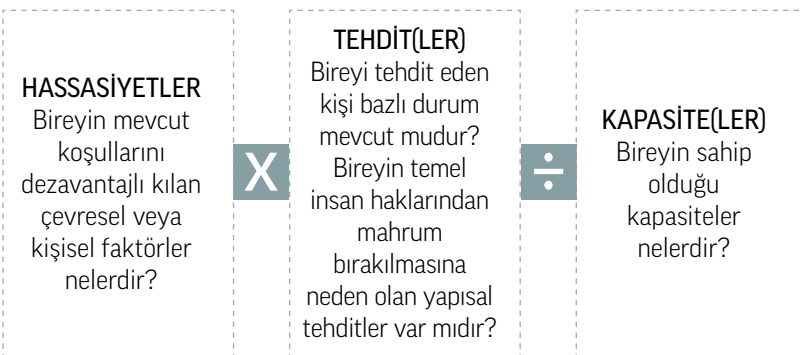 HASSASİYETLER
Bireyin mevcut
koşullarını
dezavantajlı kılan
çevresel veya
kişisel faktörler
nelerdir?
X
TEHDİT(LER)
Bireyi tehdit eden
kişi bazlı durum
mevcut mudur?
Bireyin temel
insan haklarından
mahrum
bırakılmasına
neden olan yapısal
tehditler var mıdır?
÷
KAPASİTE(LER)
Bireyin sahip
olduğu
kapasiteler
nelerdir?